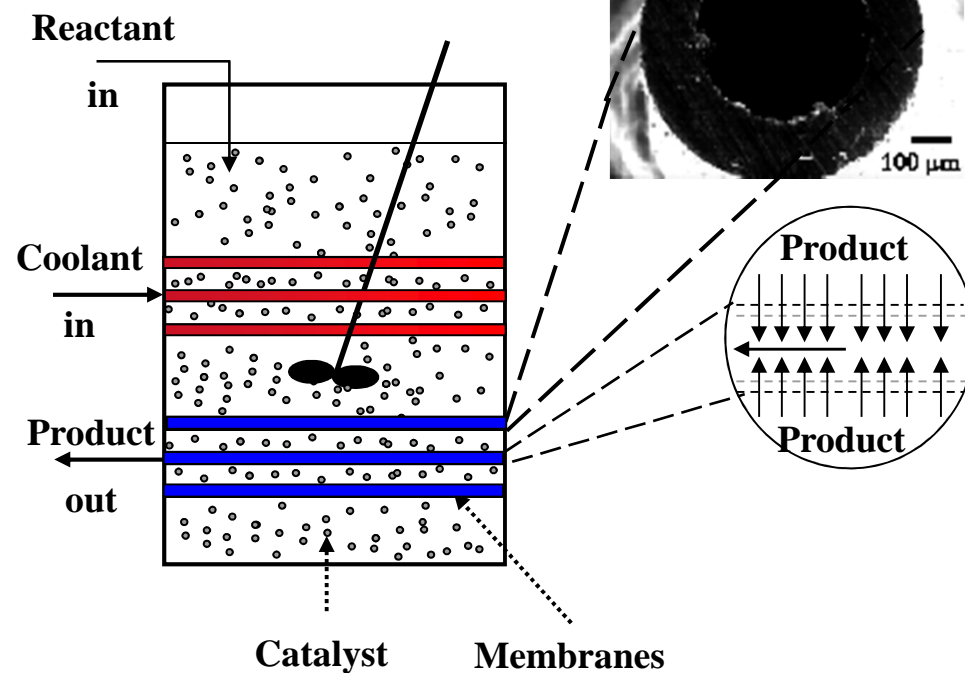 Reactant
in
100 μm
Coolant
in
Product
Product
Product
out
Catalyst
Membranes